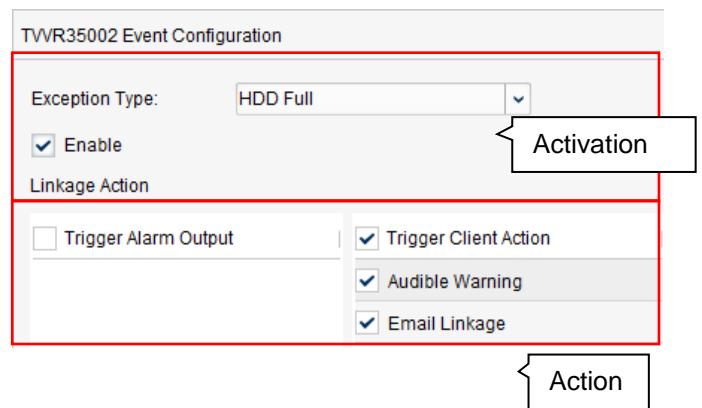 TVVR35002 Event Configuration
Exception Type: HDD Full
Enable
Activation
Linkage Action
Trigger Alarm Output
Trigger Client Action
Audible Warning
Email Linkage
Action